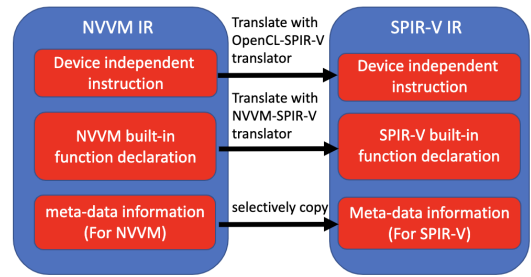 NVVM IR
Translate with
OpenCL-SPIR-V
translator
SPIR-V IR
Device independent
instruction
Device independent
instruction
Translate with
NVVM-SPIR-V
translator
NVVM built-in
function declaration
SPIR-V built-in
function declaration
meta-data information
(For NVVM)
selectively copy
Meta-data information
(For SPIR-V)